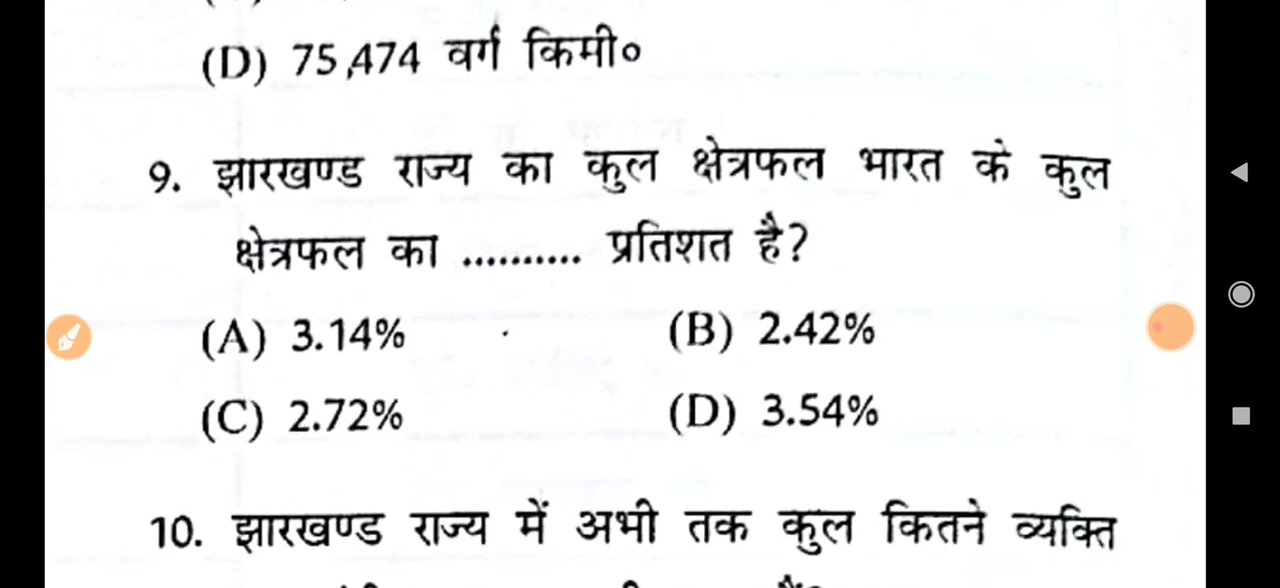 (D) 75,474 वर्ग किमी०
9. झारखण्ड राज्य का कुल क्षेत्रफल भारत के कुल
क्षेत्रफल का .......... प्रतिशत है?
(A) 3.14% (B) 2.42%
(C) 2.72% (D) 3.54%
10. झारखण्ड राज्य में अभी तक कुल कितने व्यक्ति